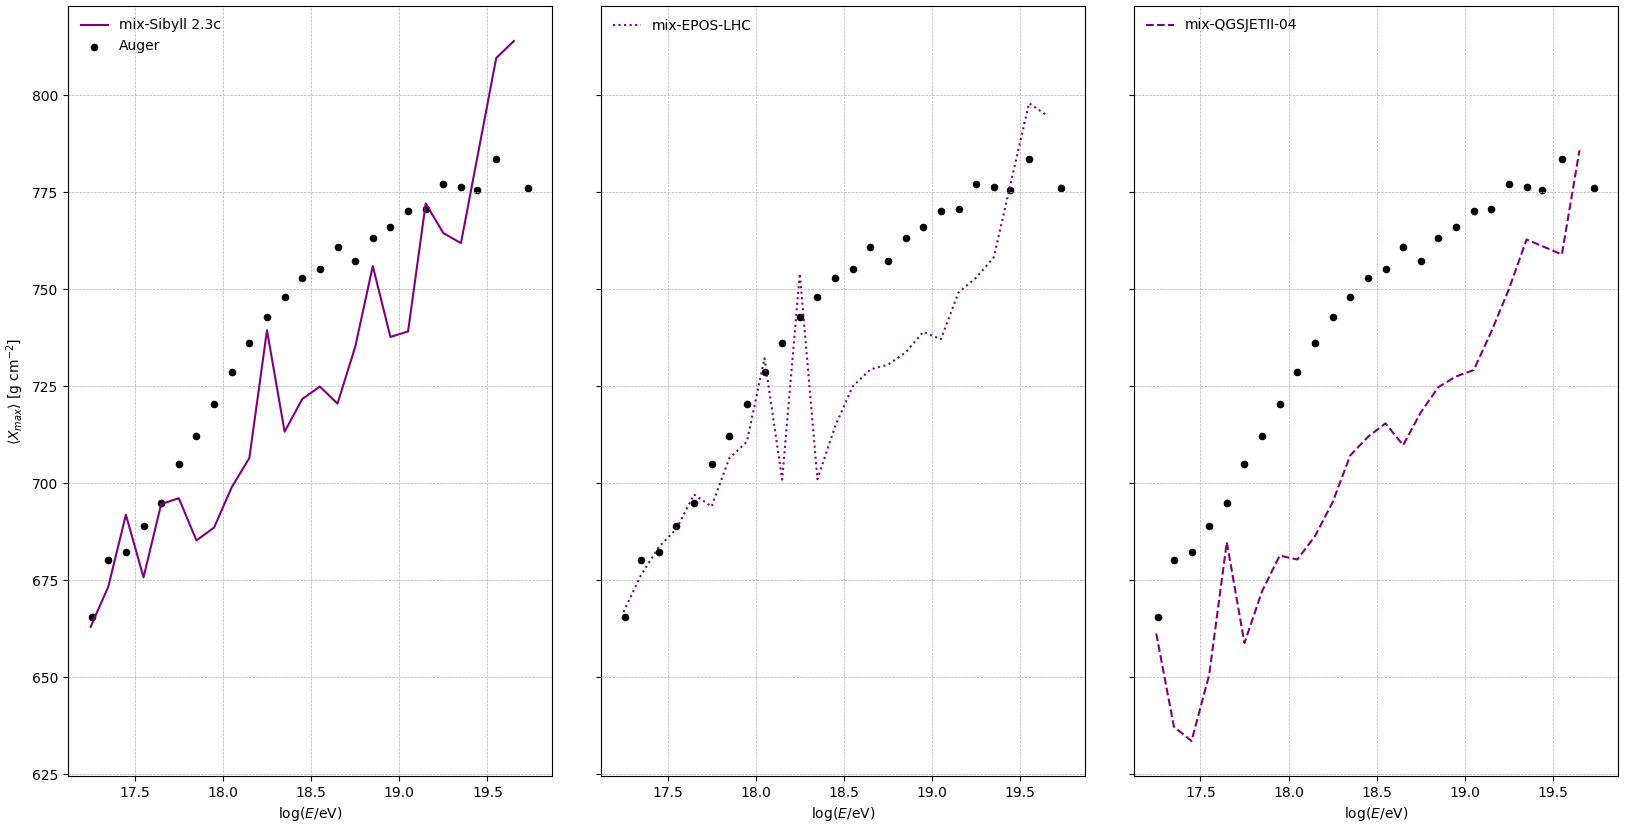 mix-Sibyll 2.3c
Auger
mix-EPOS-LHC
mix-QGSJETII-04
800
775
750
725
700
675
650
625
⟨X_max⟩ [g cm⁻²]
17.5 18.0 18.5 19.0 19.5
17.5 18.0 18.5 19.0 19.5
17.5 18.0 18.5 19.0 19.5
log(E/eV)
log(E/eV)
log(E/eV)